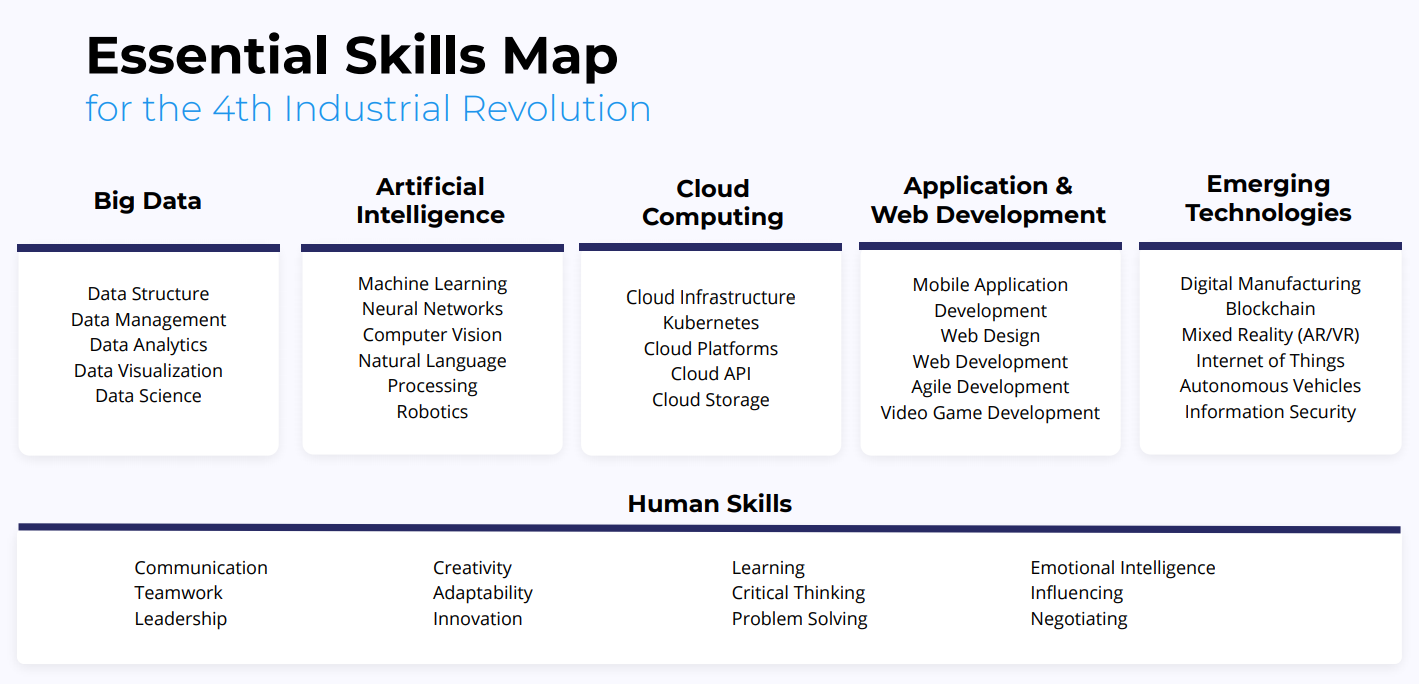 Essential Skills Map
for the 4th Industrial Revolution
Big Data
Data Structure
Data Management
Data Analytics
Data Visualization
Data Science
Artificial
Intelligence
Machine Learning
Neural Networks
Computer Vision
Natural Language
Processing
Robotics
Cloud
Computing
Cloud Infrastructure
Kubernetes
Cloud Platforms
Cloud API
Cloud Storage
Application &
Web Development
Mobile Application
Development
Web Design
Web Development
Agile Development
Video Game Development
Emerging
Technologies
Digital Manufacturing
Blockchain
Mixed Reality (AR/VR)
Internet of Things
Autonomous Vehicles
Information Security
Human Skills
Communication
Teamwork
Leadership
Creativity
Adaptability
Innovation
Learning
Critical Thinking
Problem Solving
Emotional Intelligence
Influencing
Negotiating